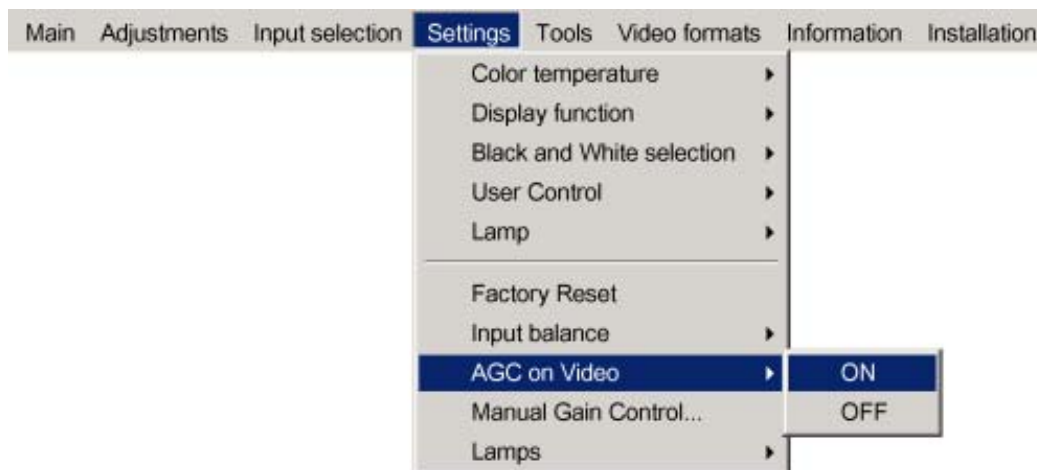 Main Adjustments Input selection Settings Tools Video formats Information Installation
Color temperature
Display function
Black and White selection
User Control
Lamp
Factory Reset
Input balance
AGC on Video ON
Manual Gain Control... OFF
Lamps